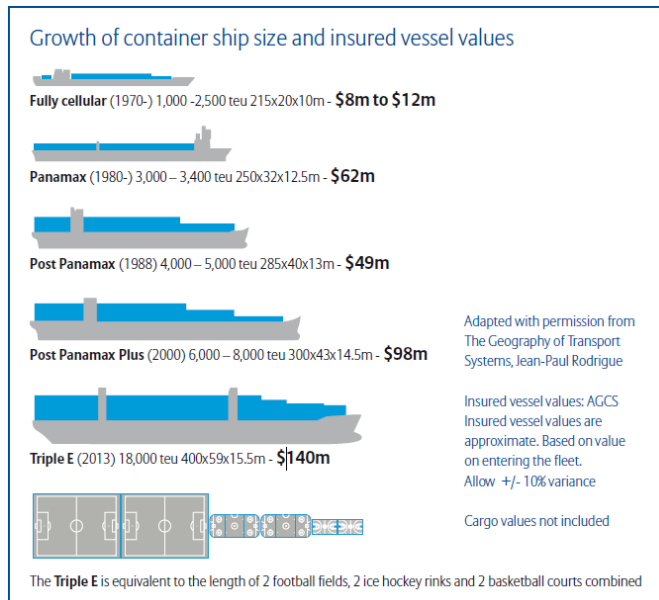 Growth of container ship size and insured vessel values
Fully cellular (1970-) 1,000 -2,500 teu 215x20x10m - $8m to $12m
Panamax (1980-) 3,000 – 3,400 teu 250x32x12.5m - $62m
Post Panamax (1988) 4,000 – 5,000 teu 285x40x13m - $49m
Post Panamax Plus (2000) 6,000 – 8,000 teu 300x43x14.5m - $98m
Triple E (2013) 18,000 teu 400x59x15.5m - $140m
Adapted with permission from
The Geography of Transport
Systems, Jean-Paul Rodrigue
Insured vessel values: AGCS
Insured vessel values are
approximate. Based on value
on entering the fleet.
Allow +/- 10% variance
Cargo values not included
The Triple E is equivalent to the length of 2 football fields, 2 ice hockey rinks and 2 basketball courts combined